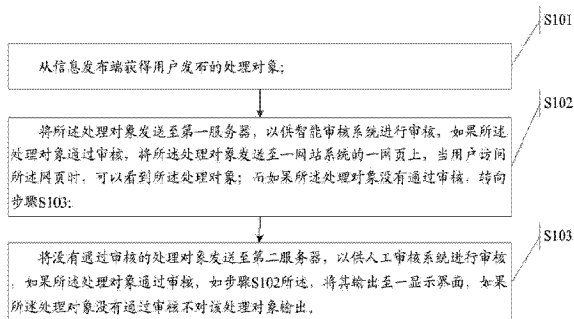 S101
从信息发布端获得用户发布的处理对象;
S102
将所述处理对象发送至第一服务器，以供智能审核系统进行审核，如果所述
处理对象通过审核，将所述处理对象发送至一网站系统的一网页上，当用户访问
所述网页时，可以看到所述处理对象；而如果所述处理对象没有通过审核，转向
步骤S103;
S103
将没有通过审核的处理对象发送至第二服务器，以供人工审核系统进行审核
，如果所述处理对象通过审核，如步骤S102所述，将其输出至一显示界面，如果
所述处理对象没有通过审核不对该处理对象输出。